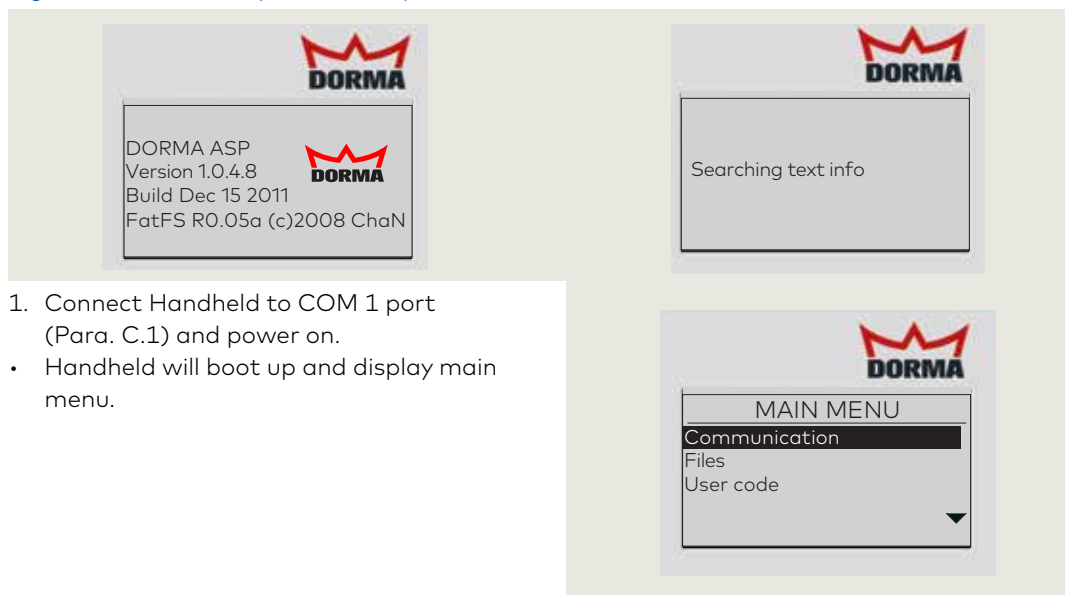 DORMA
DORMA ASP
Version 1.0.4.8
DORMA
Build Dec 15 2011
FatFS R0.05a (c)2008 ChaN
DORMA
Searching text info
1. Connect Handheld to COM 1 port
(Para. C.1) and power on.
• Handheld will boot up and display main
menu.
DORMA
MAIN MENU
Communication
Files
User code